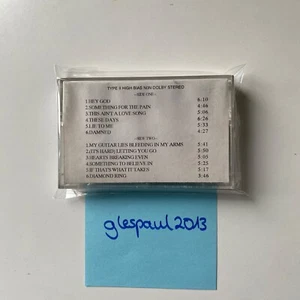 TYPE II HIGH BIAS NON DOLBY STEREO
-SIDE ONE-
1.HEY GOD 6:10
2.SOMETHING FOR THE PAIN 4:46
3.THIS AIN'T A LOVE SONG 5:06
4.THESE DAYS 6:26
5.LIE TO ME 5:33
6.DAMNED 4:27
-SIDE TWO-
1.MY GUITAR LIES BLEEDING IN MY ARMS 5:41
2.(IT'S HARD) LETTING YOU GO 5:50
3.HEARTS BREAKING EVEN 5:05
4.SOMETHING TO BELIEVE IN 5:25
5.IF THAT'S WHAT IT TAKES 5:17
6.DIAMOND RING 3:46
glespaul2013